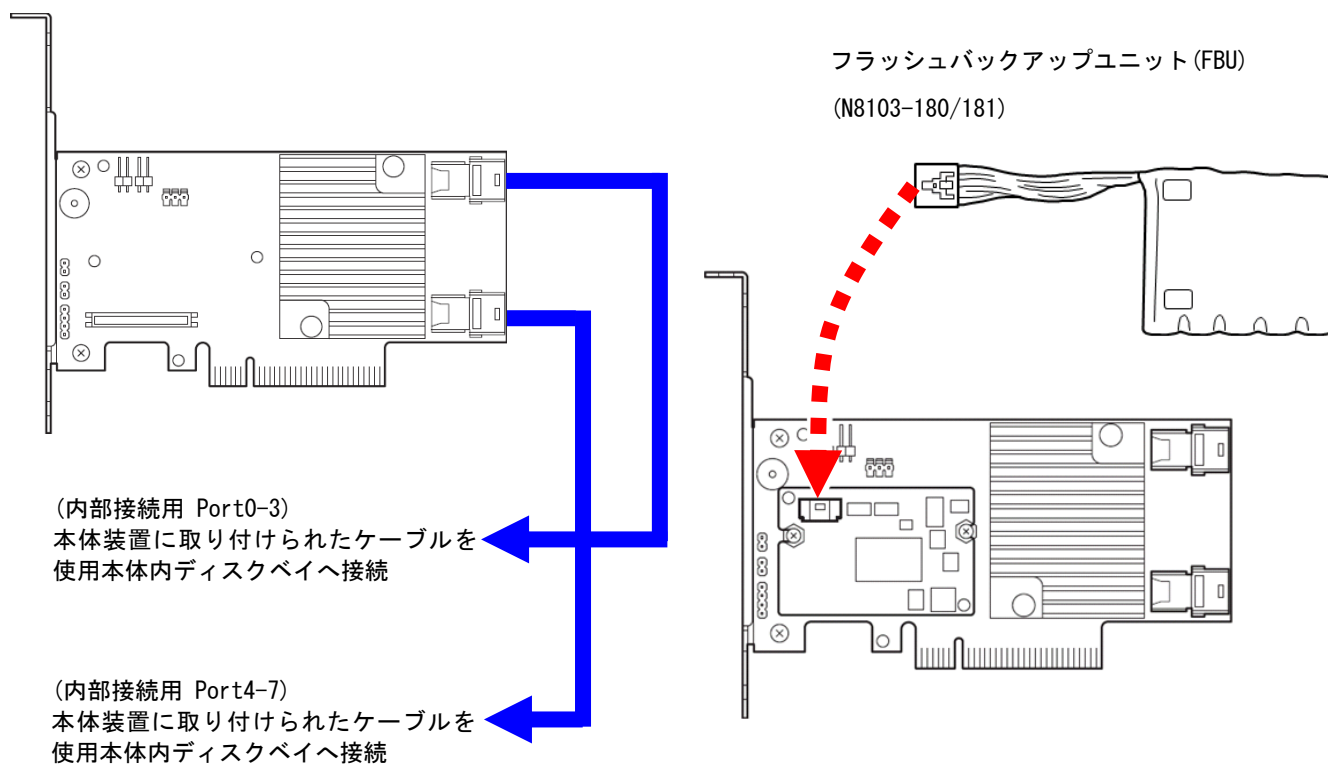 フラッシュバックアップユニット(FBU)
(N8103-180/181)
(内部接続用 Port0-3)
本体装置に取り付けられたケーブルを
使用本体内ディスクベイへ接続
(内部接続用 Port4-7)
本体装置に取り付けられたケーブルを
使用本体内ディスクベイへ接続